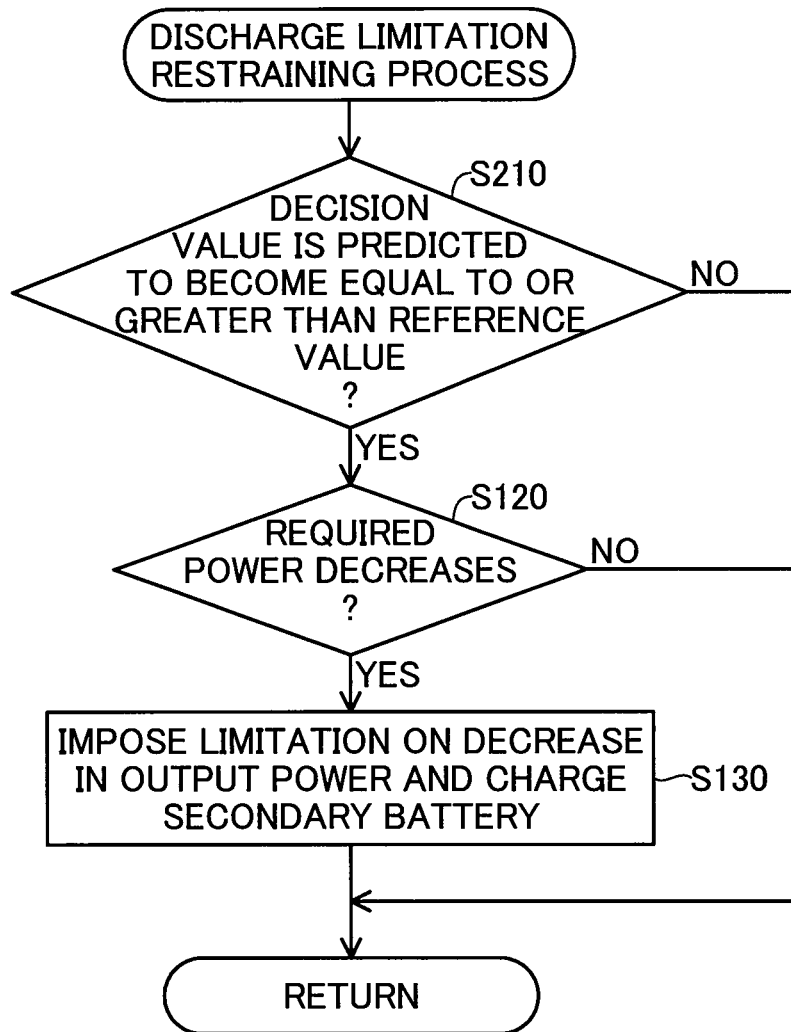 DISCHARGE LIMITATION
RESTRAINING PROCESS
S210
DECISION
VALUE IS PREDICTED
TO BECOME EQUAL TO OR
GREATER THAN REFERENCE
VALUE
?
NO
YES
S120
REQUIRED
POWER DECREASES
?
NO
YES
IMPOSE LIMITATION ON DECREASE
IN OUTPUT POWER AND CHARGE
SECONDARY BATTERY
S130
RETURN